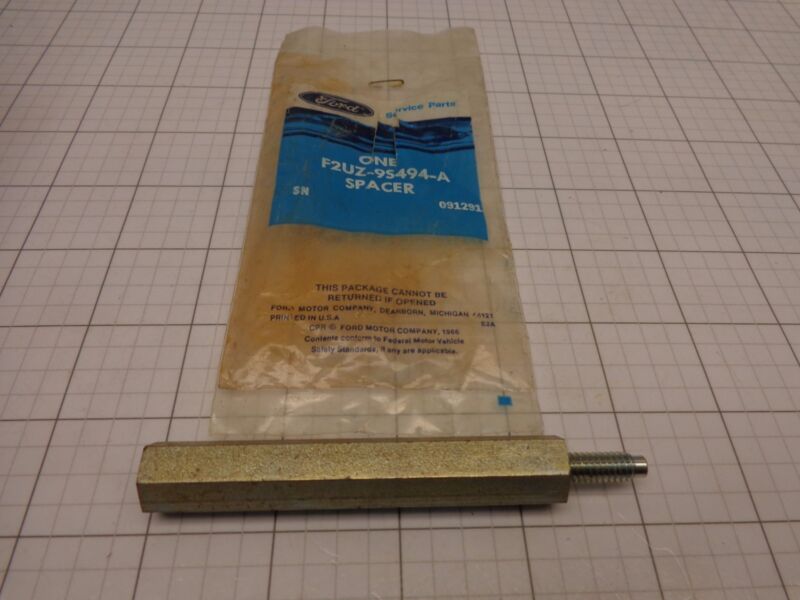 Ford
Service Parts
ONE
F2UZ-9S494-A
SPACER
SN
091291
THIS PACKAGE CANNOT BE
RETURNED IF OPENED
FORD MOTOR COMPANY, DEARBORN, MICHIGAN 48121
PRINTED IN U.S.A
CPR © FORD MOTOR COMPANY, 1966
Contents conform to Federal Motor Vehicle
Safety Standards, if any are applicable.